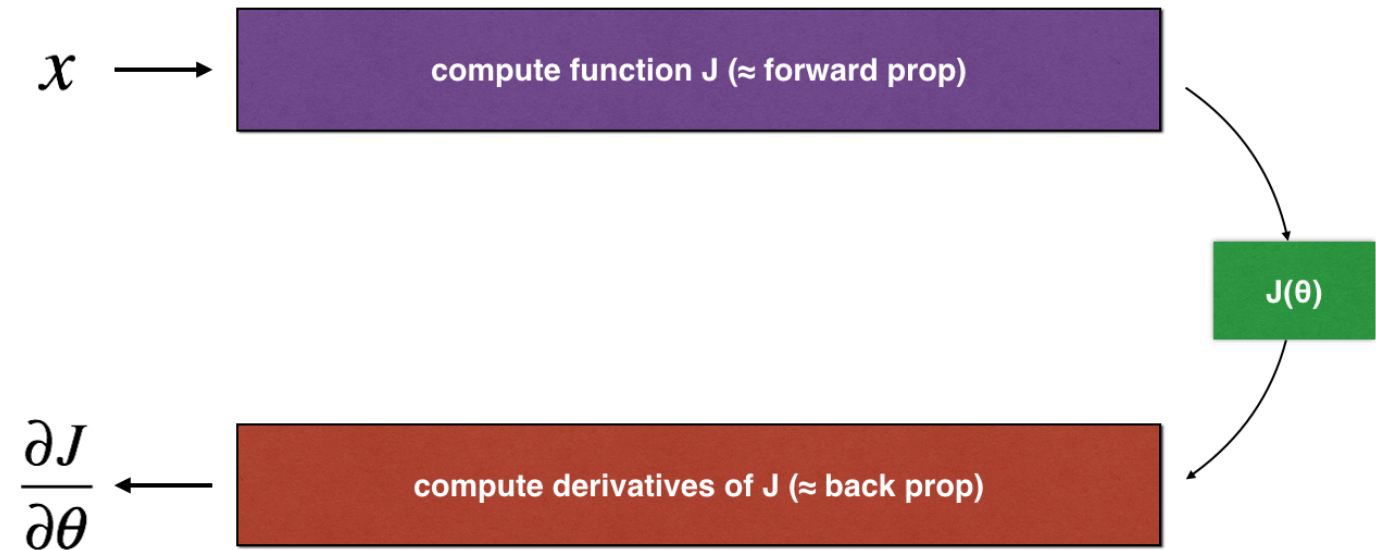 x
compute function J (≈ forward prop)
J(θ)
∂J
∂θ
compute derivatives of J (≈ back prop)